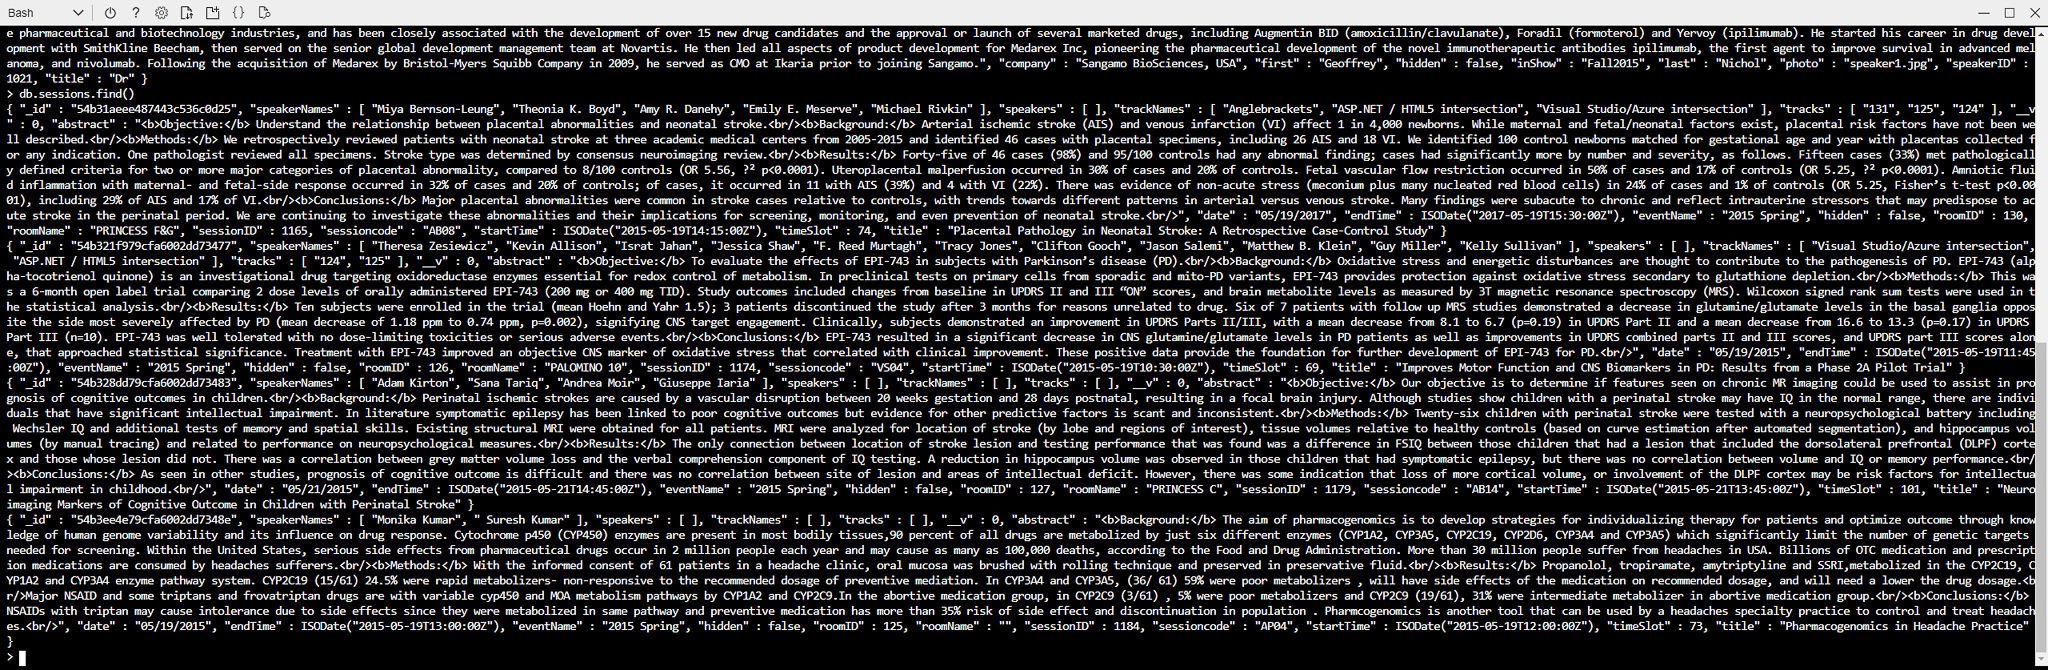 Bash
e pharmaceutical and biotechnology industries, and has been closely associated with the development of over 15 new drug candidates and the approval or launch of several marketed drugs, including Augmentin BID (amoxicillin/clavulanate), Foradil (formoterol) and Yervoy (ipilimumab). He started his career in drug devel
opment with SmithKline Beecham, then served on the senior global development management team at Novartis. He then led all aspects of product development for Medarex Inc, pioneering the pharmaceutical development of the novel immunotherapeutic antibodies ipilimumab, the first agent to improve survival in advanced mel
anoma, and nivolumab. Following the acquisition of Medarex by Bristol-Myers Squibb Company in 2009, he served as CMO at Ikaria prior to joining Sangamo.", "company" : "Sangamo BioSciences, USA", "first" : "Geoffrey", "hidden" : false, "inShow" : "Fall2015", "last" : "Nichol", "photo" : "speaker1.jpg", "speakerID" :
1021, "title" : "Dr" }
> db.sessions.find()
{ "_id" : "54b31aeee487443c536c0d25", "speakerNames" : [ "Miya Bernson-Leung", "Theonia K. Boyd", "Amy R. Danehy", "Emily E. Meserve", "Michael Rivkin" ], "speakers" : [ ], "trackNames" : [ "Anglebrackets", "ASP.NET / HTML5 intersection", "Visual Studio/Azure intersection" ], "tracks" : [ "131", "125", "124" ], "__v
" : 0, "abstract" : "<b>Objective:</b> Understand the relationship between placental abnormalities and neonatal stroke.<br/><b>Background:</b> Arterial ischemic stroke (AIS) and venous infarction (VI) affect 1 in 4,000 newborns. While maternal and fetal/neonatal factors exist, placental risk factors have not been we
ll described.<br/><b>Methods:</b> We retrospectively reviewed patients with neonatal stroke at three academic medical centers from 2005-2015 and identified 46 cases with placental specimens, including 26 AIS and 18 VI. We identified 100 control newborns matched for gestational age and year with placentas collected f
or any indication. One pathologist reviewed all specimens. Stroke type was determined by consensus neuroimaging review.<br/><b>Results:</b> Forty-five of 46 cases (98%) and 95/100 controls had any abnormal finding; cases had significantly more by number and severity, as follows. Fifteen cases (33%) met pathologicall
y defined criteria for two or more major categories of placental abnormality, compared to 8/100 controls (OR 5.56, ?² p<0.0001). Uteroplacental malperfusion occurred in 30% of cases and 20% of controls. Fetal vascular flow restriction occurred in 50% of cases and 17% of controls (OR 5.25, ?² p<0.0001). Amniotic flui
d inflammation with maternal- and fetal-side response occurred in 32% of cases and 20% of controls; of cases, it occurred in 11 with AIS (39%) and 4 with VI (22%). There was evidence of non-acute stress (meconium plus many nucleated red blood cells) in 24% of cases and 1% of controls (OR 5.25, Fisher's t-test p<0.00
01), including 29% of AIS and 17% of VI.<br/><b>Conclusions:</b> Major placental abnormalities were common in stroke cases relative to controls, with trends towards different patterns in arterial versus venous stroke. Many findings were subacute to chronic and reflect intrauterine stressors that may predispose to ac
ute stroke in the perinatal period. We are continuing to investigate these abnormalities and their implications for screening, monitoring, and even prevention of neonatal stroke.<br/>", "date" : "05/19/2017", "endTime" : ISODate("2017-05-19T15:30:00Z"), "eventName" : "2015 Spring", "hidden" : false, "roomID" : 130,
"roomName" : "PRINCESS F&G", "sessionID" : 1165, "sessioncode" : "AB08", "startTime" : ISODate("2015-05-19T14:15:00Z"), "timeSlot" : 74, "title" : "Placental Pathology in Neonatal Stroke: A Retrospective Case-Control Study" }
{ "_id" : "54b321f979cfa6002dd73477", "speakerNames" : [ "Theresa Zesiewicz", "Kevin Allison", "Israt Jahan", "Jessica Shaw", "F. Reed Murtagh", "Tracy Jones", "Clifton Gooch", "Jason Salemi", "Matthew B. Klein", "Guy Miller", "Kelly Sullivan" ], "speakers" : [ ], "trackNames" : [ "Visual Studio/Azure intersection",
"ASP.NET / HTML5 intersection" ], "tracks" : [ "124", "125" ], "__v" : 0, "abstract" : "<b>Objective:</b> To evaluate the effects of EPI-743 in subjects with Parkinson's disease (PD).<br/><b>Background:</b> Oxidative stress and energetic disturbances are thought to contribute to the pathogenesis of PD. EPI-743 (alp
ha-tocotrienol quinone) is an investigational drug targeting oxidoreductase enzymes essential for redox control of metabolism. In preclinical tests on primary cells from sporadic and mito-PD variants, EPI-743 provides protection against oxidative stress secondary to glutathione depletion.<br/><b>Methods:</b> This wa
s a 6-month open label trial comparing 2 dose levels of orally administered EPI-743 (200 mg or 400 mg TID). Study outcomes included changes from baseline in UPDRS II and III “ON” scores, and brain metabolite levels as measured by 3T magnetic resonance spectroscopy (MRS). Wilcoxon signed rank sum tests were used in t
he statistical analysis.<br/><b>Results:</b> Ten subjects were enrolled in the trial (mean Hoehn and Yahr 1.5); 3 patients discontinued the study after 3 months for reasons unrelated to drug. Six of 7 patients with follow up MRS studies demonstrated a decrease in glutamine/glutamate levels in the basal ganglia oppos
ite the side most severely affected by PD (mean decrease of 1.18 ppm to 0.74 ppm, p=0.002), signifying CNS target engagement. Clinically, subjects demonstrated an improvement in UPDRS Parts II/III, with a mean decrease from 8.1 to 6.7 (p=0.19) in UPDRS Part II and a mean decrease from 16.6 to 13.3 (p=0.17) in UPDRS
Part III (n=10). EPI-743 was well tolerated with no dose-limiting toxicities or serious adverse events.<br/><b>Conclusions:</b> EPI-743 resulted in a significant decrease in CNS glutamine/glutamate levels in PD patients as well as improvements in UPDRS combined parts II and III scores, and UPDRS part III scores alon
e, that approached statistical significance. Treatment with EPI-743 improved an objective CNS marker of oxidative stress that correlated with clinical improvement. These positive data provide the foundation for further development of EPI-743 for PD.<br/>", "date" : "05/19/2015", "endTime" : ISODate("2015-05-19T11:45
:00Z"), "eventName" : "2015 Spring", "hidden" : false, "roomID" : 126, "roomName" : "PALOMINO 10", "sessionID" : 1174, "sessioncode" : "VS04", "startTime" : ISODate("2015-05-19T10:30:00Z"), "timeSlot" : 69, "title" : "Improves Motor Function and CNS Biomarkers in PD: Results from a Phase 2A Pilot Trial" }
{ "_id" : "54b328dd79cfa6002dd73483", "speakerNames" : [ "Adam Kirton", "Sana Tariq", "Andrea Moir", "Giuseppe Iaria" ], "speakers" : [ ], "trackNames" : [ ], "tracks" : [ ], "__v" : 0, "abstract" : "<b>Objective:</b> Our objective is to determine if features seen on chronic MR imaging could be used to assist in pro
gnosis of cognitive outcomes in children.<br/><b>Background:</b> Perinatal ischemic strokes are caused by a vascular disruption between 20 weeks gestation and 28 days postnatal, resulting in a focal brain injury. Although studies show children with a perinatal stroke may have IQ in the normal range, there are indivi
duals that have significant intellectual impairment. In literature symptomatic epilepsy has been linked to poor cognitive outcomes but evidence for other predictive factors is scant and inconsistent.<br/><b>Methods:</b> Twenty-six children with perinatal stroke were tested with a neuropsychological battery including
Wechsler IQ and additional tests of memory and spatial skills. Existing structural MRI were obtained for all patients. MRI were analyzed for location of stroke (by lobe and regions of interest), tissue volumes relative to healthy controls (based on curve estimation after automated segmentation), and hippocampus vol
umes (by manual tracing) and related to performance on neuropsychological measures.<br/><b>Results:</b> The only connection between location of stroke lesion and testing performance that was found was a difference in FSIQ between those children that had a lesion that included the dorsolateral prefrontal (DLPF) corte
x and those whose lesion did not. There was a correlation between grey matter volume loss and the verbal comprehension component of IQ testing. A reduction in hippocampus volume was observed in those children that had symptomatic epilepsy, but there was no correlation between volume and IQ or memory performance.<br/
><b>Conclusions:</b> As seen in other studies, prognosis of cognitive outcome is difficult and there was no correlation between site of lesion and areas of intellectual deficit. However, there was some indication that loss of more cortical volume, or involvement of the DLPF cortex may be risk factors for intellectua
l impairment in childhood.<br/>", "date" : "05/21/2015", "endTime" : ISODate("2015-05-21T14:45:00Z"), "eventName" : "2015 Spring", "hidden" : false, "roomID" : 127, "roomName" : "PRINCESS C", "sessionID" : 1179, "sessioncode" : "AB14", "startTime" : ISODate("2015-05-21T13:45:00Z"), "timeSlot" : 101, "title" : "Neuro
imaging Markers of Cognitive Outcome in Children with Perinatal Stroke" }
{ "_id" : "54b3ee4e79cfa6002dd7348e", "speakerNames" : [ "Monika Kumar", " Suresh Kumar" ], "speakers" : [ ], "trackNames" : [ ], "tracks" : [ ], "__v" : 0, "abstract" : "<b>Background:</b> The aim of pharmacogenomics is to develop strategies for individualizing therapy for patients and optimize outcome through know
ledge of human genome variability and its influence on drug response. Cytochrome p450 (CYP450) enzymes are present in most bodily tissues,90 percent of all drugs are metabolized by just six different enzymes (CYP1A2, CYP3A5, CYP2C19, CYP2D6, CYP3A4 and CYP3A5) which significantly limit the number of genetic targets
needed for screening. Within the United States, serious side effects from pharmaceutical drugs occur in 2 million people each year and may cause as many as 100,000 deaths, according to the Food and Drug Administration. More than 30 million people suffer from headaches in USA. Billions of OTC medication and prescript
ion medications are consumed by headaches sufferers.<br/><b>Methods:</b> With the informed consent of 61 patients in a headache clinic, oral mucosa was brushed with rolling technique and preserved in preservative fluid.<br/><b>Results:</b> Propanolol, tropiramate, amytriptyline and SSRI,metabolized in the CYP2C19, C
YP1A2 and CYP3A4 enzyme pathway system. CYP2C19 (15/61) 24.5% were rapid metabolizers- non-responsive to the recommended dosage of preventive mediation. In CYP3A4 and CYP3A5, (36/ 61) 59% were poor metabolizers , will have side effects of the medication on recommended dosage, and will need a lower the drug dosage.<b
r/>Major NSAID and some triptans and frovatriptan drugs are with variable cyp450 and MOA metabolism pathways by CYP1A2 and CYP2C9.In the abortive medication group, in CYP2C9 (3/61) , 5% were poor metabolizers and CYP2C9 (19/61), 31% were intermediate metabolizer in abortive medication group.<br/><b>Conclusions:</b>
NSAIDs with triptan may cause intolerance due to side effects since they were metabolized in same pathway and preventive medication has more than 35% risk of side effect and discontinuation in population . Pharmcogenomics is another tool that can be used by a headaches specialty practice to control and treat headach
es.<br/>", "date" : "05/19/2015", "endTime" : ISODate("2015-05-19T13:00:00Z"), "eventName" : "2015 Spring", "hidden" : false, "roomID" : 125, "roomName" : "", "sessionID" : 1184, "sessioncode" : "AP04", "startTime" : ISODate("2015-05-19T12:00:00Z"), "timeSlot" : 73, "title" : "Pharmacogenomics in Headache Practice"
}
>